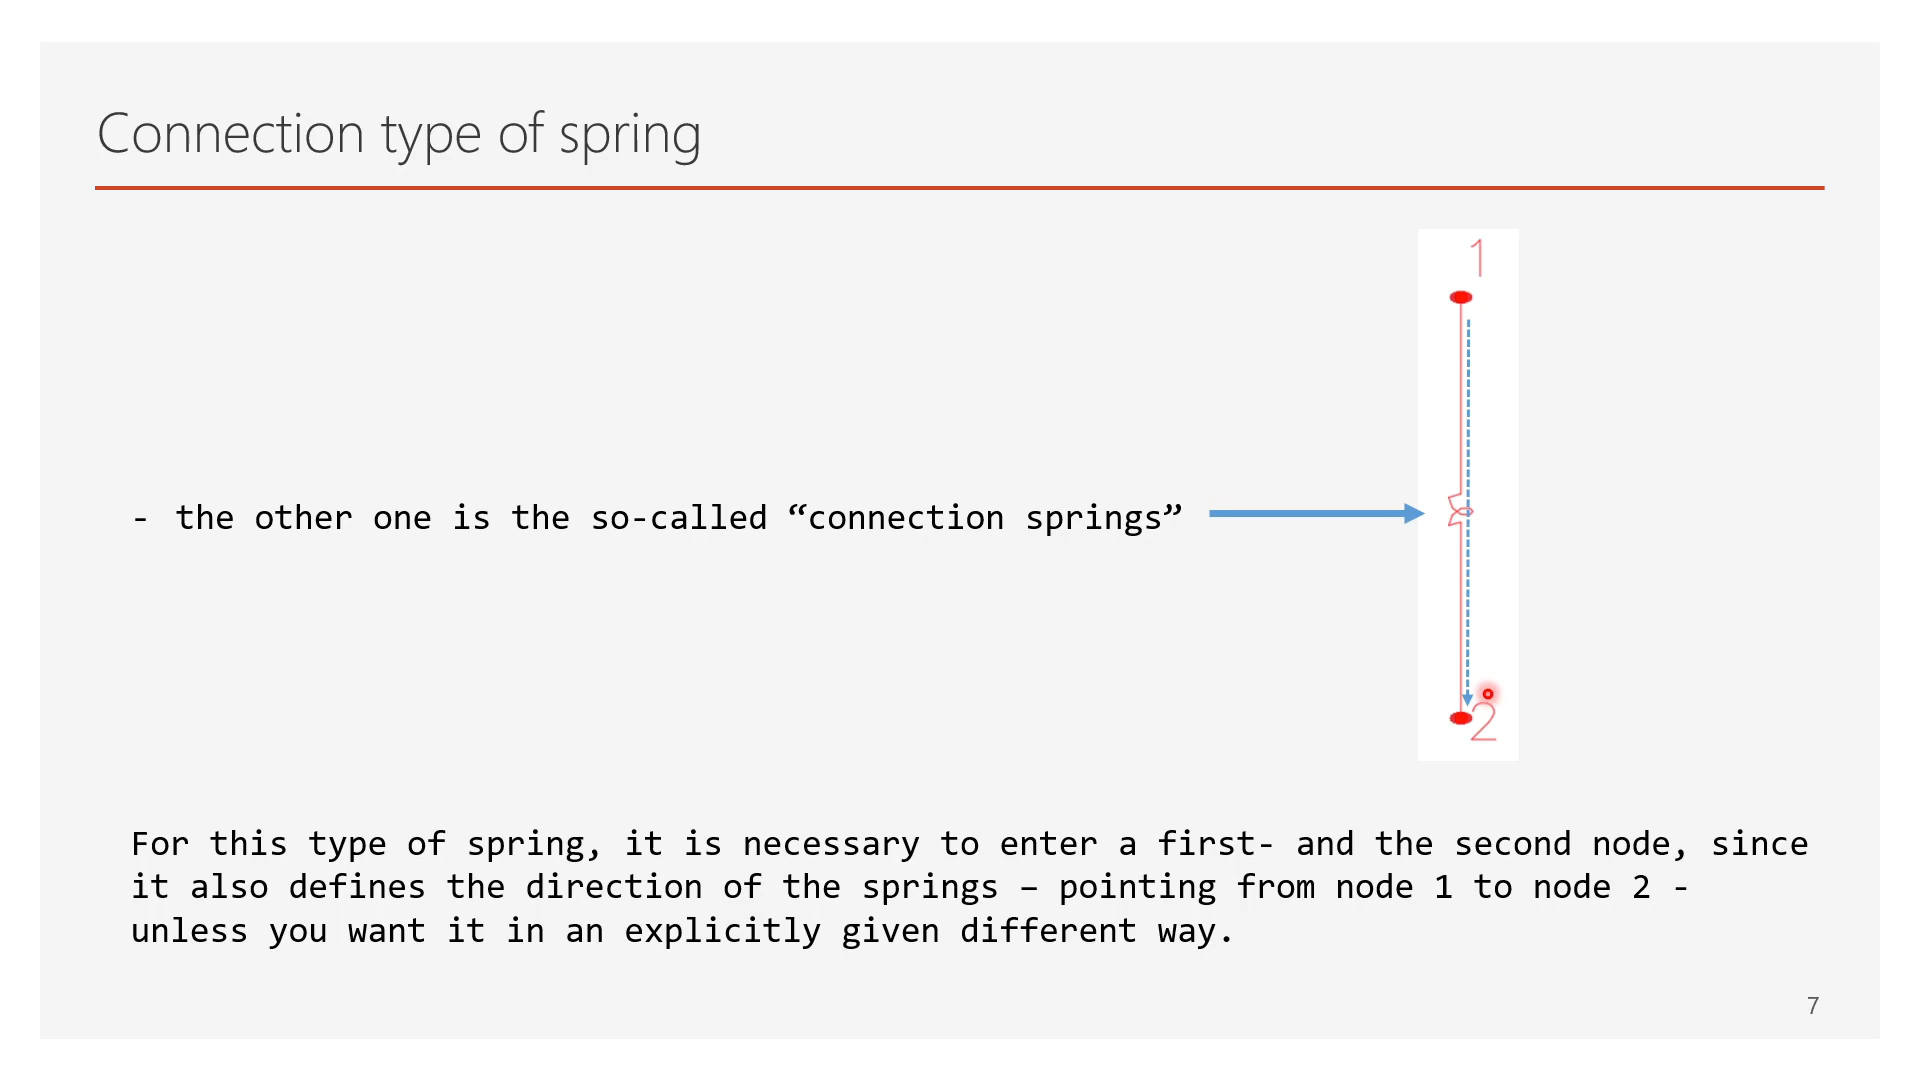 Connection type of spring
1
- the other one is the so-called “connection springs”
2
For this type of spring, it is necessary to enter a first- and the second node, since
it also defines the direction of the springs – pointing from node 1 to node 2 -
unless you want it in an explicitly given different way.
7